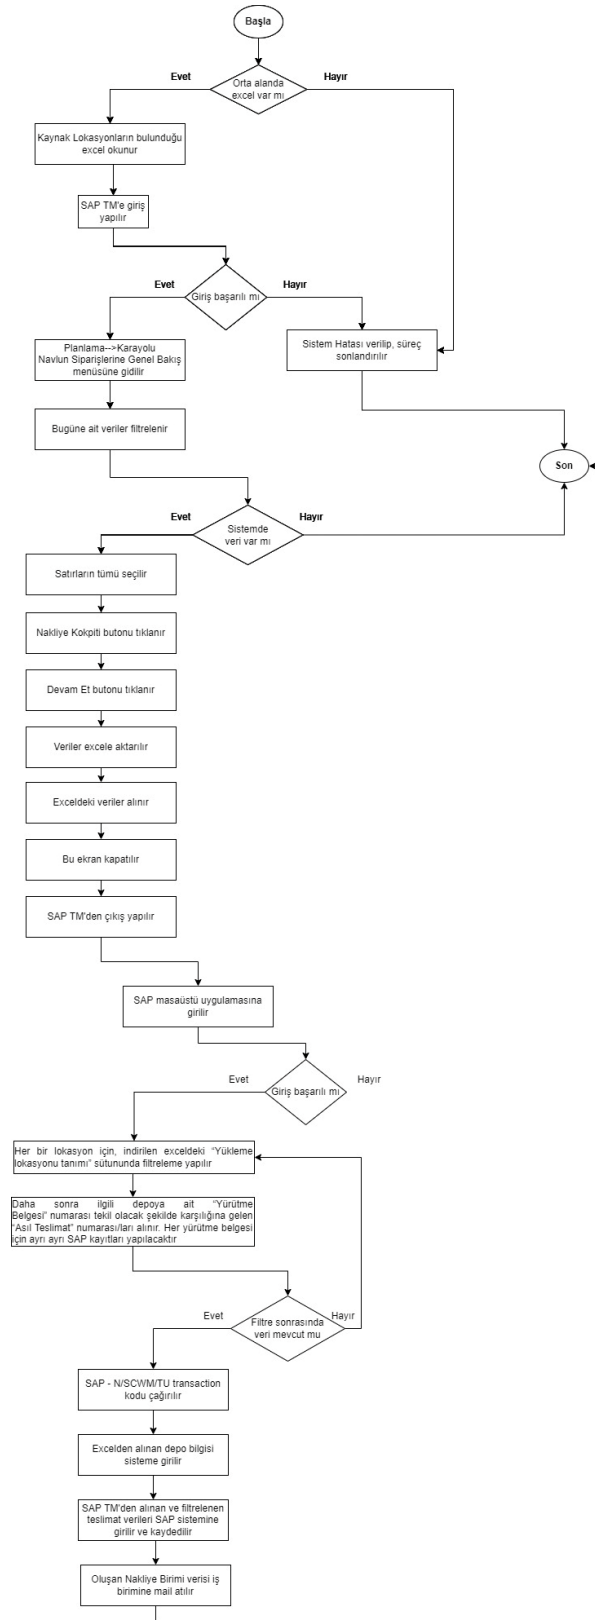 Başla
Evet
Hayır
Orta alanda
excel var mı
Kaynak Lokasyonların bulunduğu
excel okunur
SAP TM'e giriş
yapılır
Evet
Hayır
Giriş başarılı mı
Planlama-->Karayolu
Navlun Siparişlerine Genel Bakış
menüsüne gidilir
Sistem Hatası verilip, süreç
sonlandırılır
Bugüne ait veriler filtrelenir
Son
Evet
Hayır
Sistemde
veri var mı
Satırların tümü seçilir
Nakliye Kokpiti butonu tıklanır
Devam Et butonu tıklanır
Veriler excele aktarılır
Exceldeki veriler alınır
Bu ekran kapatılır
SAP TM'den çıkış yapılır
SAP masaüstü uygulamasına
girilir
Evet
Hayır
Giriş başarılı mı
Her bir lokasyon için, indirilen exceldeki “Yükleme
lokasyonu tanımı” sütununda filtreleme yapılır
Daha sonra ilgili depoya ait “Yürütme
Belgesi” numarası tekil olacak şekilde karşılığına gelen
“Asıl Teslimat” numarası/ları alınır. Her yürütme belgesi
için ayrı ayrı SAP kayıtları yapılacaktır
Evet
Hayır
Filtre sonrasında
veri mevcut mu
SAP - N/SCWM/TU transaction
kodu çağırılır
Excelden alınan depo bilgisi
sisteme girilir
SAP TM'den alınan ve filtrelenen
teslimat verileri SAP sistemine
girilir ve kaydedilir
Oluşan Nakliye Birimi verisi iş
birimine mail atılır